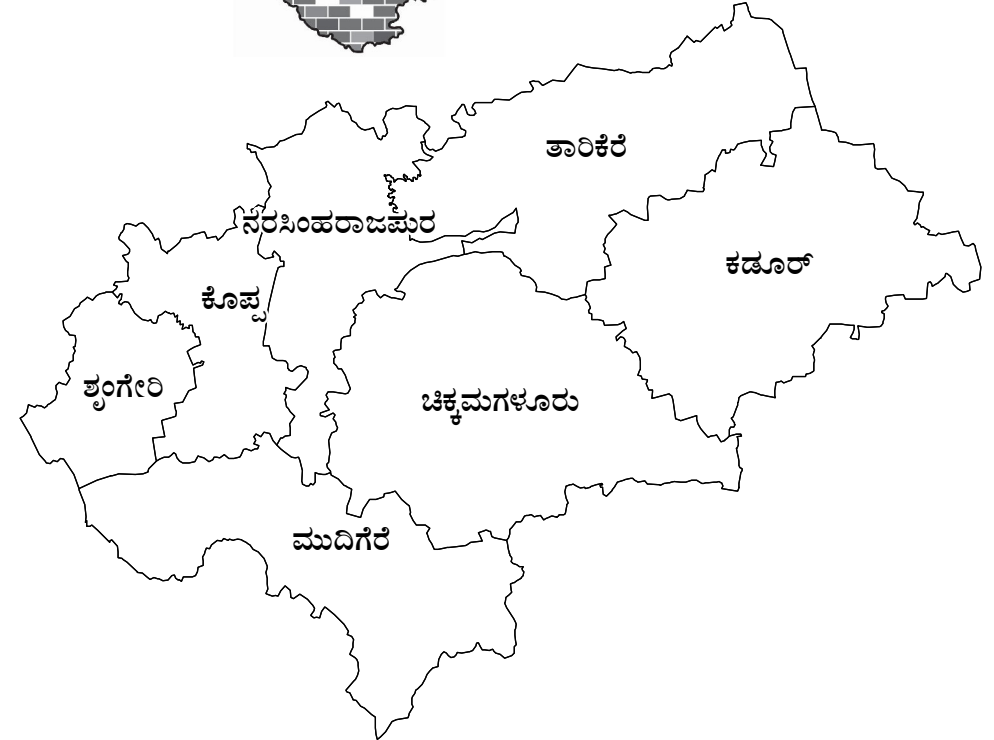 ತಾರಿಕೆರೆ
ನರಸಿಂಹರಾಜಪುರ
ಕಡೂರ್
ಕೊಪ್ಪ
ಶೃಂಗೇರಿ
ಚಿಕ್ಕಮಗಳೂರು
ಮುದಿಗೆರೆ